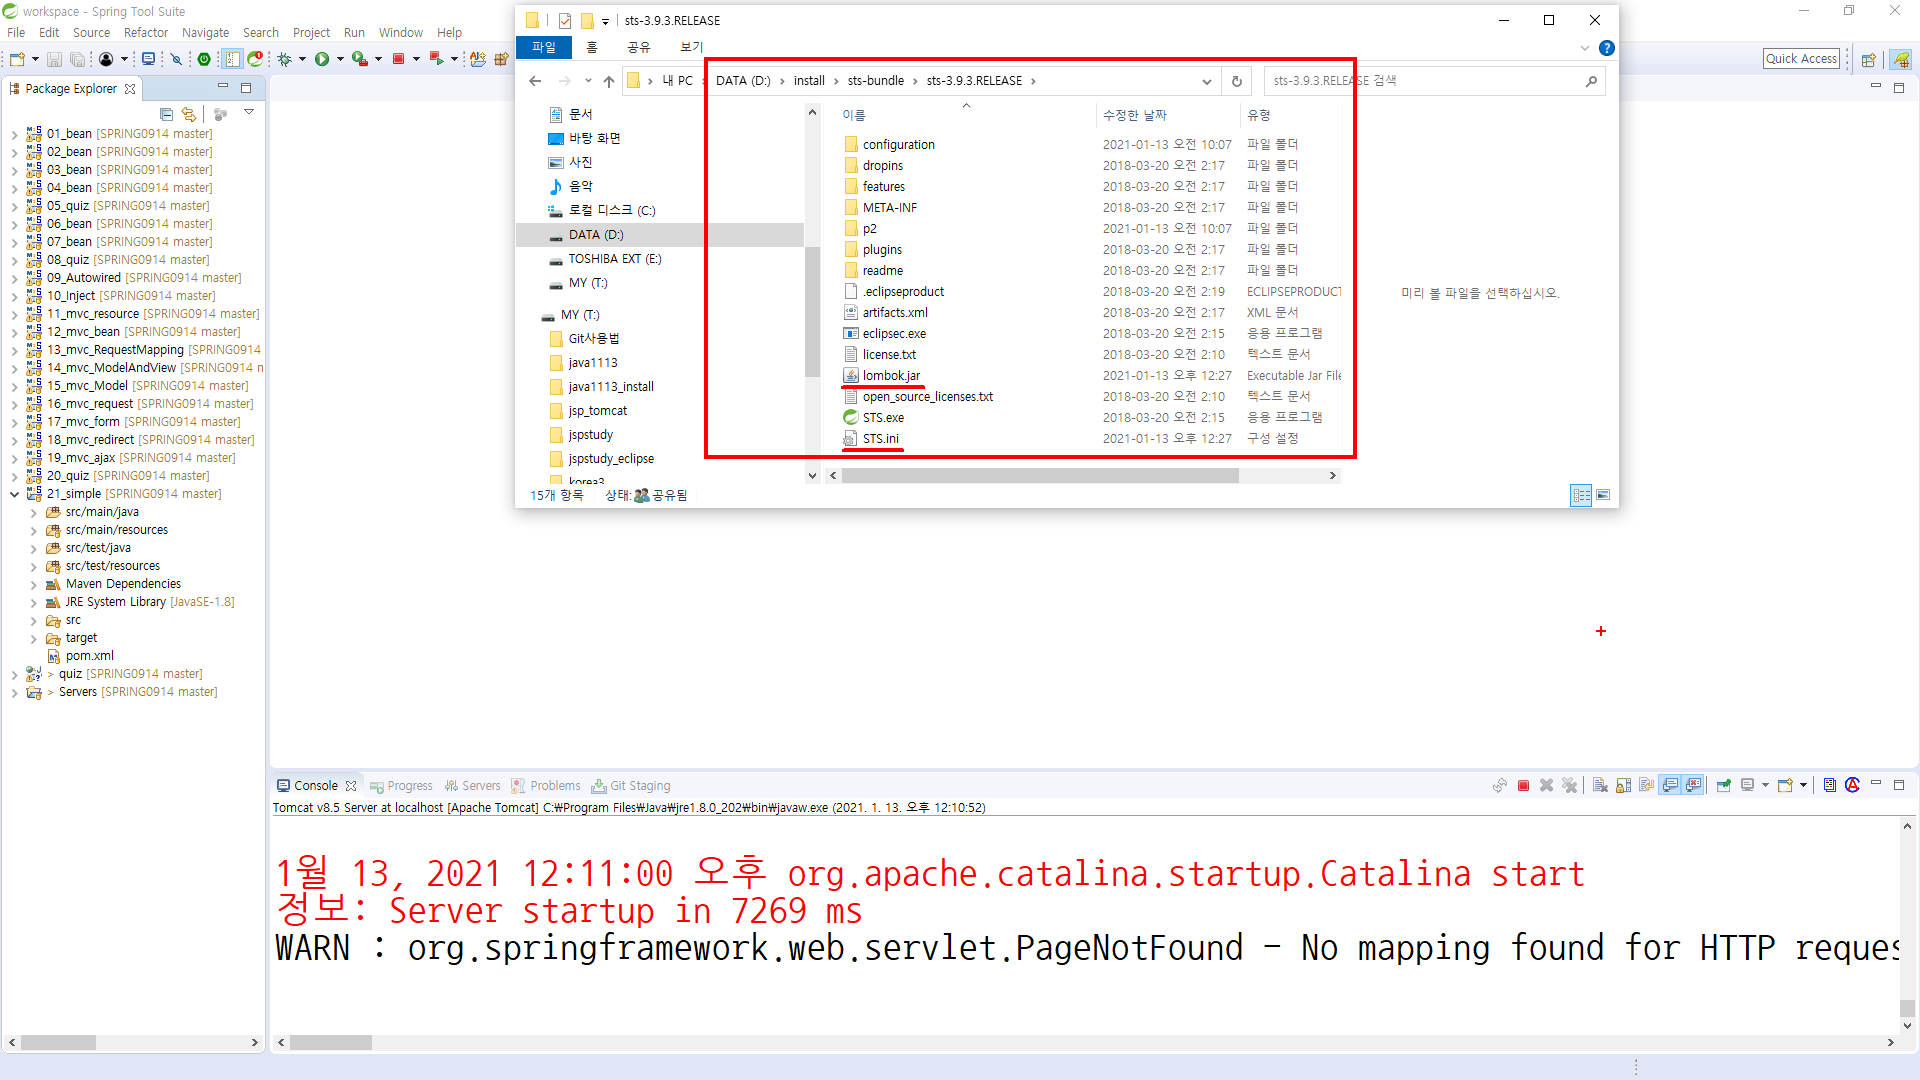 workspace - Spring Tool Suite
File Edit Source Refactor Navigate Search Project Run Window Help
Quick Access
Package Explorer
01_bean [SPRING0914 master]
02_bean [SPRING0914 master]
03_bean [SPRING0914 master]
04_bean [SPRING0914 master]
05_quiz [SPRING0914 master]
06_bean [SPRING0914 master]
07_bean [SPRING0914 master]
08_quiz [SPRING0914 master]
09_Autowired [SPRING0914 master]
10_Inject [SPRING0914 master]
11_mvc_resource [SPRING0914 master]
12_mvc_bean [SPRING0914 master]
13_mvc_RequestMapping [SPRING0914
14_mvc_ModelAndView [SPRING0914 n
15_mvc_Model [SPRING0914 master]
16_mvc_request [SPRING0914 master]
17_mvc_form [SPRING0914 master]
18_mvc_redirect [SPRING0914 master]
19_mvc_ajax [SPRING0914 master]
20_quiz [SPRING0914 master]
21_simple [SPRING0914 master]
src/main/java
src/main/resources
src/test/java
src/test/resources
Maven Dependencies
JRE System Library [JavaSE-1.8]
src
target
pom.xml
> quiz [SPRING0914 master]
> Servers [SPRING0914 master]
sts-3.9.3.RELEASE
파일 홈 공유 보기
내 PC > DATA (D:) > install > sts-bundle > sts-3.9.3.RELEASE >
sts-3.9.3.RELEASE 검색
문서
바탕 화면
사진
음악
로컬 디스크 (C:)
DATA (D:)
TOSHIBA EXT (E:)
MY (T:)
MY (T:)
Git사용법
java1113
java1113_install
jsp_tomcat
jspstudy
jspstudy_eclipse
korea3
이름 수정한 날짜 유형
configuration 2021-01-13 오전 10:07 파일 폴더
dropins 2018-03-20 오전 2:17 파일 폴더
features 2018-03-20 오전 2:17 파일 폴더
META-INF 2018-03-20 오전 2:17 파일 폴더
p2 2021-01-13 오전 10:07 파일 폴더
plugins 2018-03-20 오전 2:17 파일 폴더
readme 2018-03-20 오전 2:17 파일 폴더
.eclipseproduct 2018-03-20 오전 2:19 ECLIPSEPRODUCT
artifacts.xml 2018-03-20 오전 2:17 XML 문서
eclipsec.exe 2018-03-20 오전 2:15 응용 프로그램
license.txt 2018-03-20 오전 2:10 텍스트 문서
lombok.jar 2021-01-13 오후 12:27 Executable Jar File
open_source_licenses.txt 2018-03-20 오전 2:10 텍스트 문서
STS.exe 2018-03-20 오전 2:15 응용 프로그램
STS.ini 2021-01-13 오후 12:27 구성 설정
미리 볼 파일을 선택하십시오.
15개 항목 상태: 공유됨
Console Progress Servers Problems Git Staging
Tomcat v8.5 Server at localhost [Apache Tomcat] C:₩Program Files₩Java₩jre1.8.0_202₩bin₩javaw.exe (2021. 1. 13. 오후 12:10:52)
1월 13, 2021 12:11:00 오후 org.apache.catalina.startup.Catalina start
정보: Server startup in 7269 ms
WARN : org.springframework.web.servlet.PageNotFound - No mapping found for HTTP reques